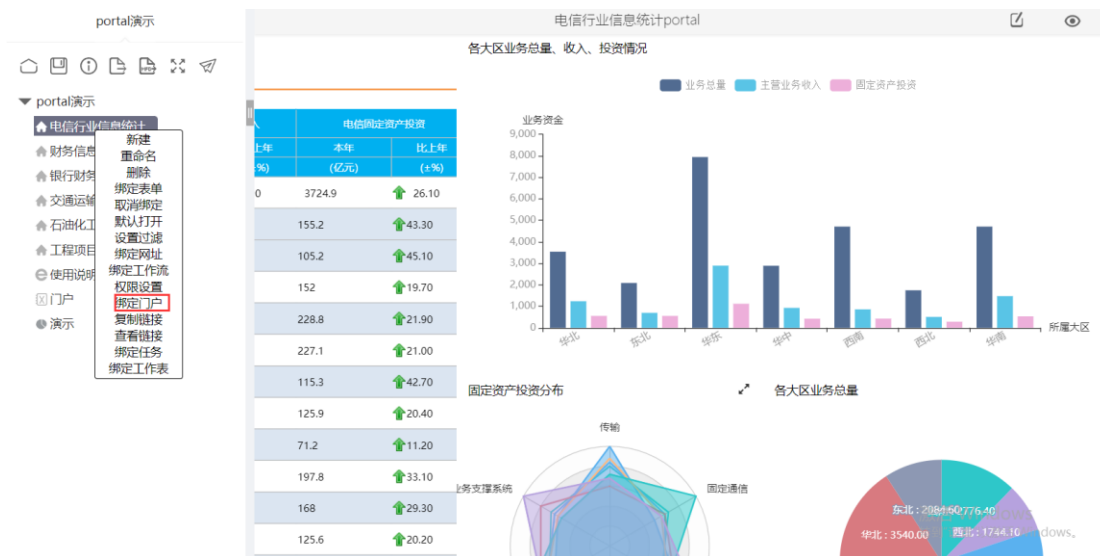 portal演示
电信行业信息统计portal
portal演示
电信行业信息统计
财务信息
银行财务
交通运输
石油化工
工程项目
使用说明
门户
演示
新建
重命名
删除
绑定表单
取消绑定
默认打开
设置过滤
绑定网址
绑定工作流
权限设置
绑定门户
复制链接
查看链接
绑定任务
绑定工作表
电信固定资产投资
上年 本年 比上年
%) (亿元) (±%)
0 3724.9 26.10
155.2 43.30
105.2 45.10
152 19.70
228.8 21.90
227.1 21.00
115.3 42.70
125.9 20.40
71.2 11.20
197.8 33.10
168 29.30
125.6 20.20
各大区业务总量、收入、投资情况
业务总量 主营业务收入 固定资产投资
业务资金
9,000
8,000
7,000
6,000
5,000
4,000
3,000
2,000
1,000
0
华北 东北 华东 华中 西南 西北 华南
所属大区
固定资产投资分布
传输
业务支撑系统
固定通信
各大区业务总量
华北 : 3540.00
西北 : 1744.10
dows。